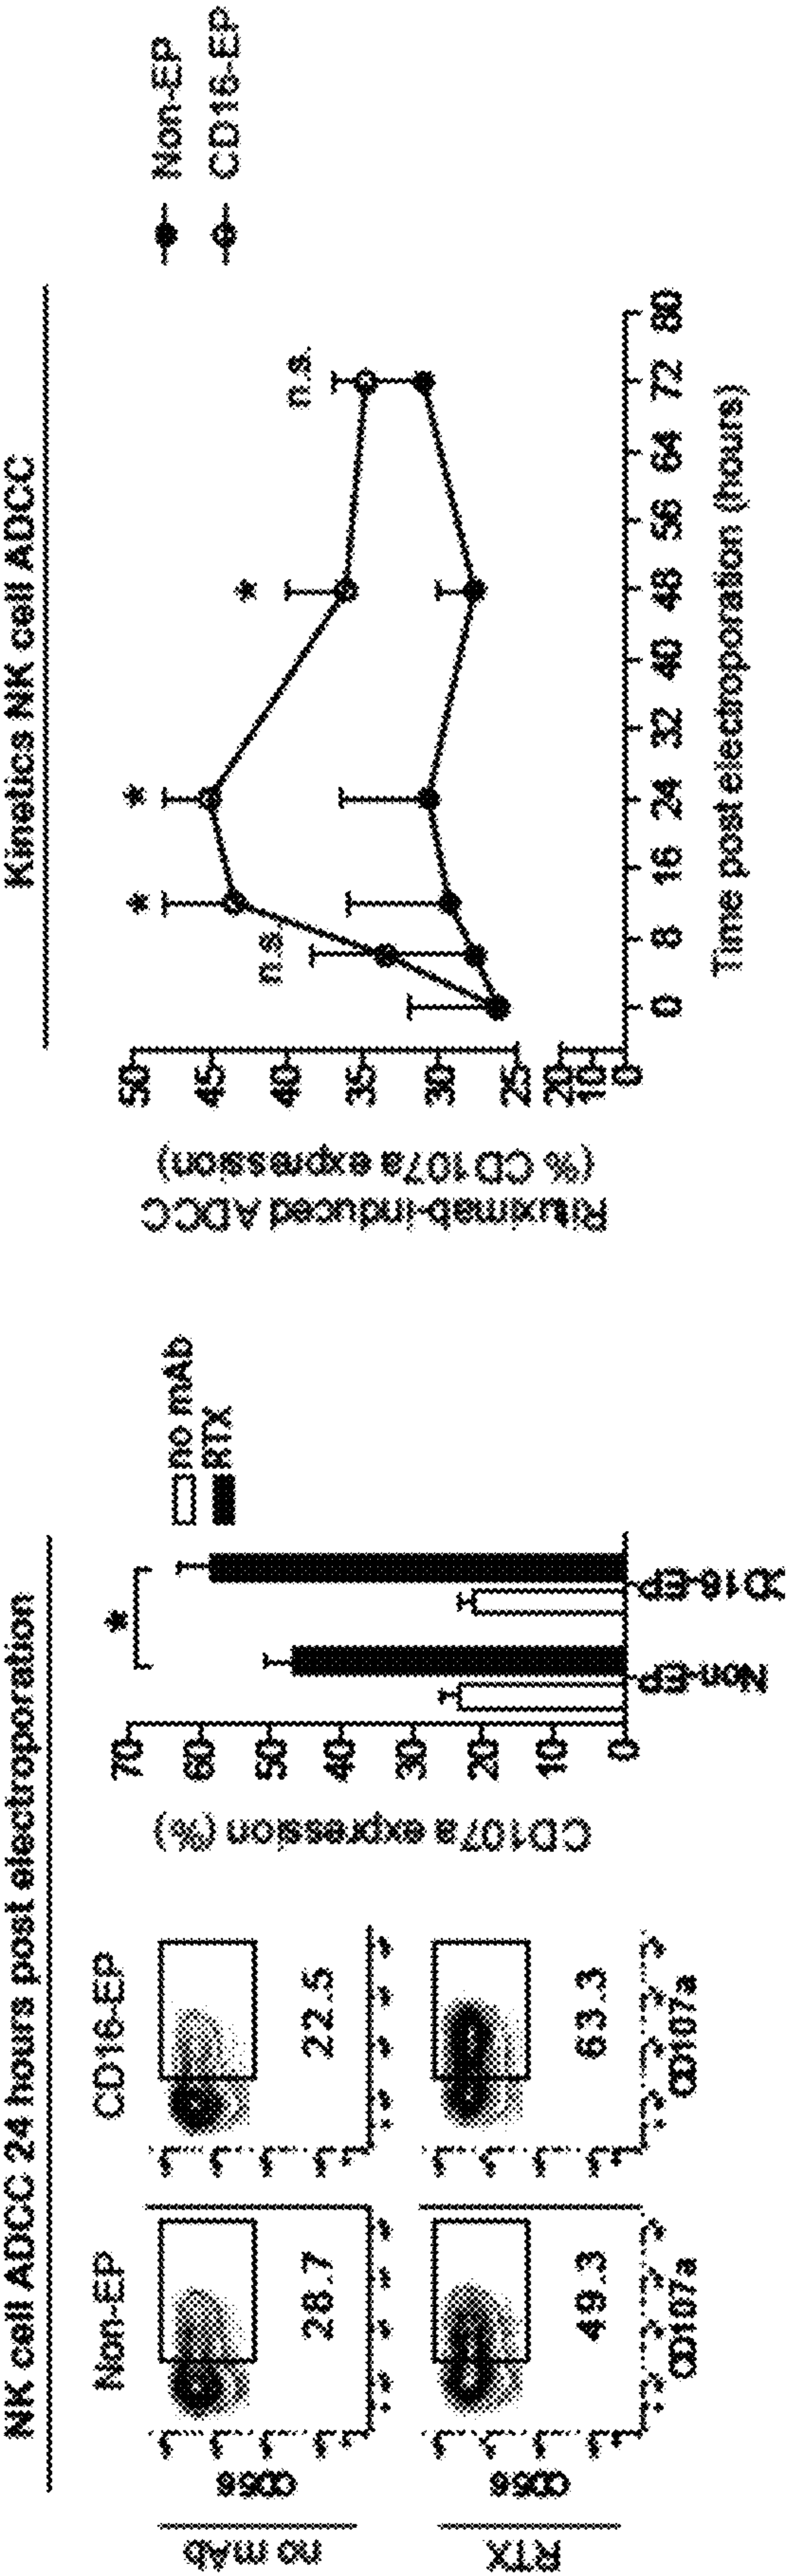 NK cell ADCC 24 hours post electroporation
Non-EP
CD16-EP
no mAb
CD56
28.7
22.5
RTX
CD56
49.3
63.3
CD107a
CD107a
CD107a expression (%)
70
60
50
40
30
20
10
0
*
no mAb
RTX
Non-EP
Kinetics NK cell ADCC
Rituximab-induced ADCC
(% CD107a expression)
50
45
40
35
30
25
20
10
0
n.s.
*
*
*
n.s.
0 8 16 24 32 40 48 56 64 72 80
Time post electroporation (hours)
Non-EP
CD16-EP